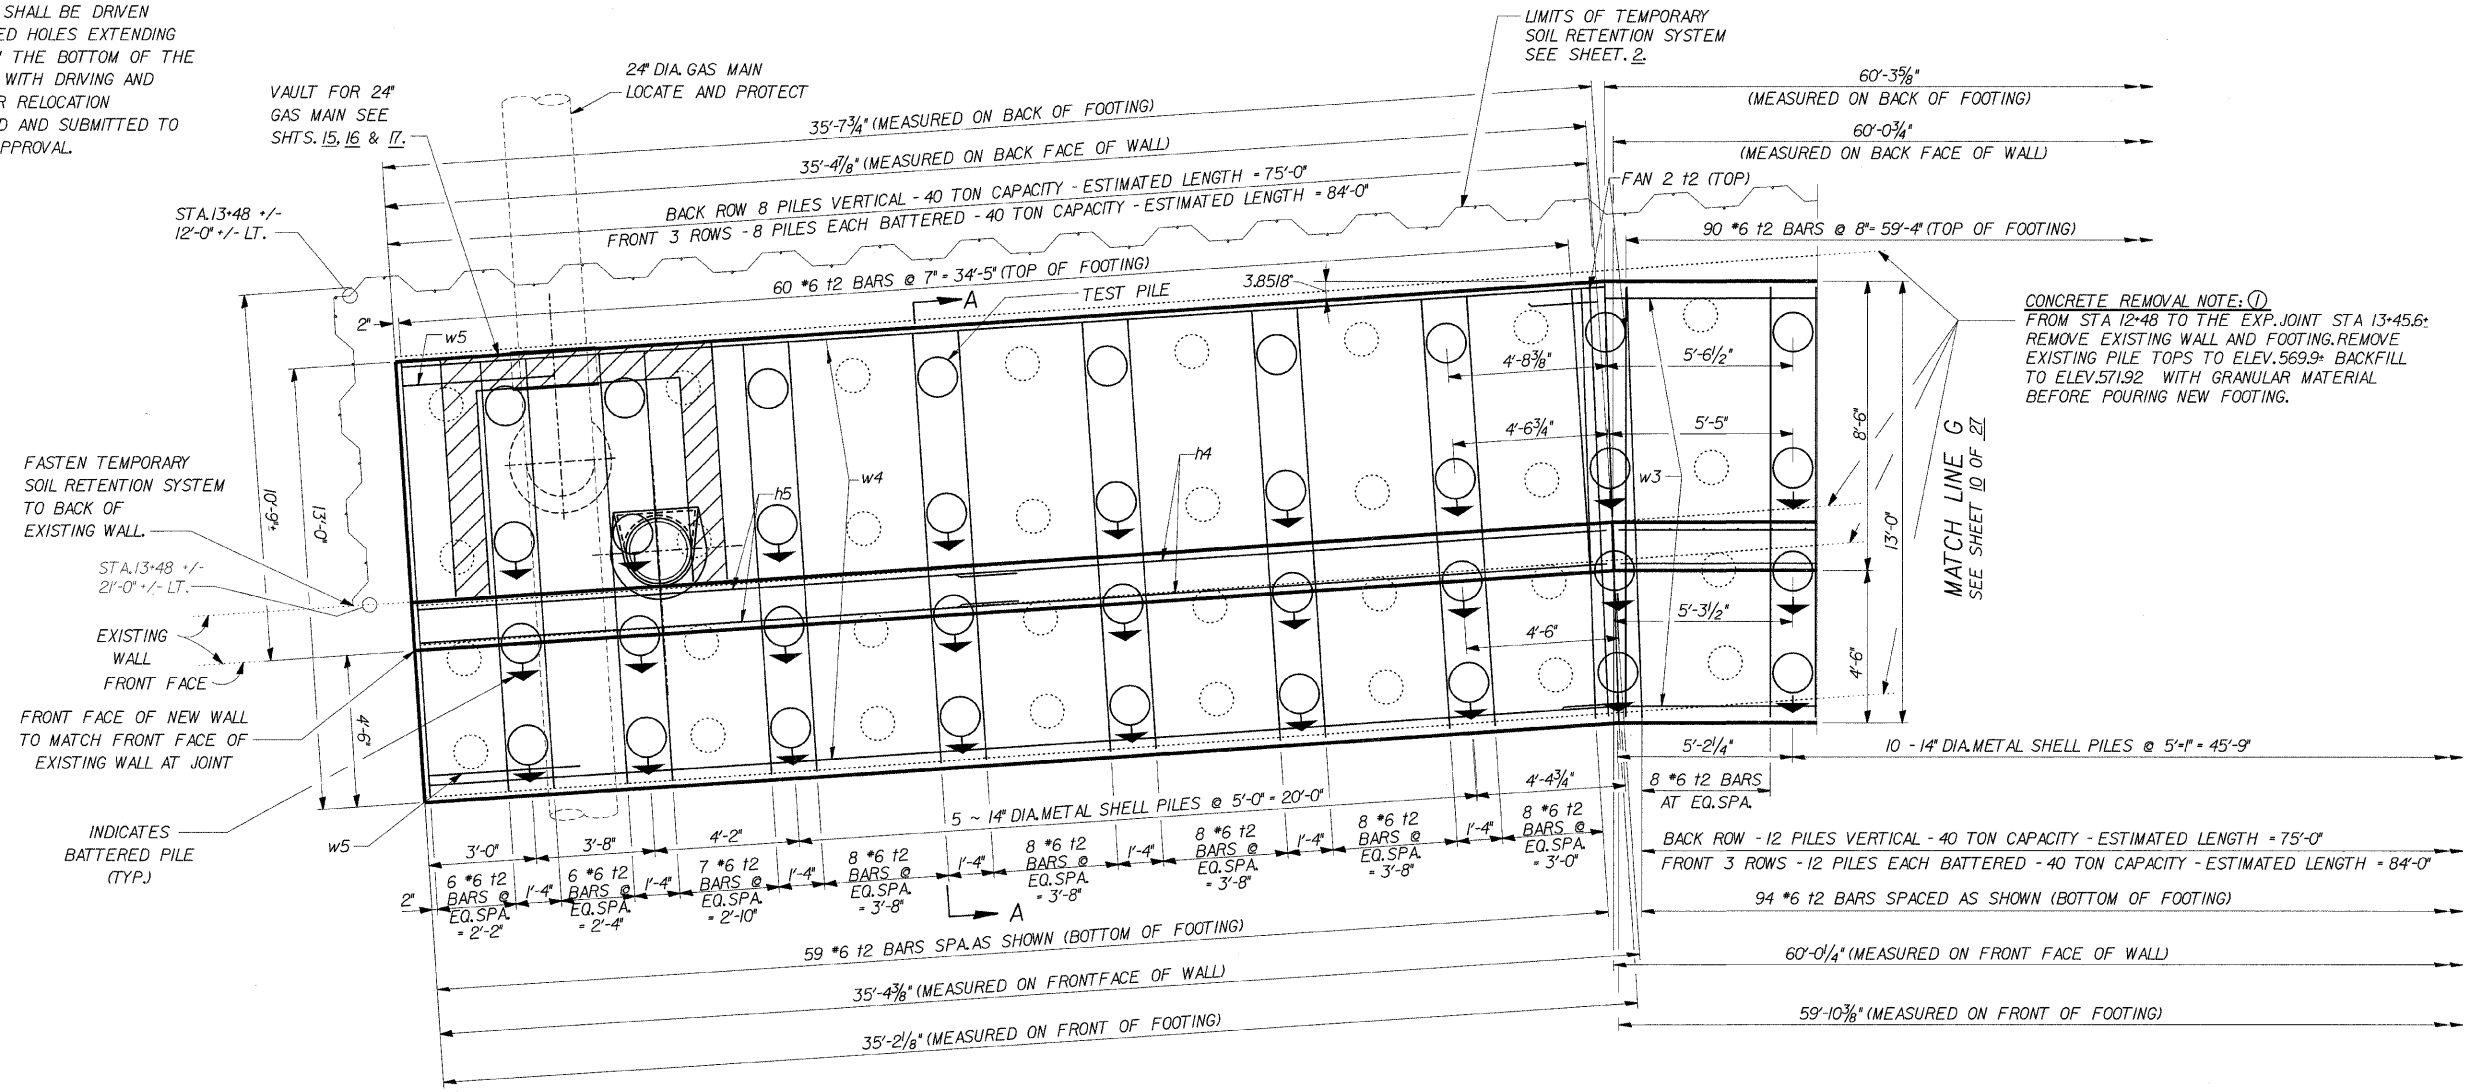 SHALL BE DRIVEN
ED HOLES EXTENDING
THE BOTTOM OF THE
WITH DRIVING AND
R RELOCATION
D AND SUBMITTED TO
PPROVAL.
VAULT FOR 24"
GAS MAIN SEE
SHTS. 15, 16 & 17.
24" DIA. GAS MAIN
LOCATE AND PROTECT
LIMITS OF TEMPORARY
SOIL RETENTION SYSTEM
SEE SHEET. 2.
35'-7¾" (MEASURED ON BACK OF FOOTING)
35'-4⅞" (MEASURED ON BACK FACE OF WALL)
BACK ROW 8 PILES VERTICAL - 40 TON CAPACITY - ESTIMATED LENGTH = 75'-0"
FRONT 3 ROWS - 8 PILES EACH BATTERED - 40 TON CAPACITY - ESTIMATED LENGTH = 84'-0"
60 #6 t2 BARS @ 7" = 34'-5" (TOP OF FOOTING)
60'-3⅝"
(MEASURED ON BACK OF FOOTING)
60'-0¾"
(MEASURED ON BACK FACE OF WALL)
FAN 2 t2 (TOP)
90 #6 t2 BARS @ 8"= 59'-4" (TOP OF FOOTING)
STA.13+48 +/-
12'-0" +/- LT.
2"
A
TEST PILE
3.8518"
w5
CONCRETE REMOVAL NOTE: ①
FROM STA 12+48 TO THE EXP.JOINT STA 13+45.6±
REMOVE EXISTING WALL AND FOOTING.REMOVE
EXISTING PILE TOPS TO ELEV.569.9± BACKFILL
TO ELEV.571.92 WITH GRANULAR MATERIAL
BEFORE POURING NEW FOOTING.
4'-8⅜"
5'-6½"
4'-6¾"
5'-5"
8'-6"
13'-0"
MATCH LINE G
SEE SHEET 10 OF 27
h4
w4
h5
w3
10'-9"±
13'-0"
FASTEN TEMPORARY
SOIL RETENTION SYSTEM
TO BACK OF
EXISTING WALL.
STA.13+48 +/-
21'-0" +/- LT.
EXISTING
WALL
FRONT FACE
4'-6"
5'-3½"
4'-6"
4'-6"
FRONT FACE OF NEW WALL
TO MATCH FRONT FACE OF
EXISTING WALL AT JOINT
INDICATES
BATTERED PILE
(TYP.)
w5
5'-2¼"
10 - 14" DIA.METAL SHELL PILES @ 5'=1" = 45'-9"
8 #6 t2 BARS
AT EQ.SPA.
4'-4¾"
5 ~ 14" DIA.METAL SHELL PILES @ 5'-0" = 20'-0"
3'-0"
3'-8"
4'-2"
2"
6 #6 t2
BARS @
EQ.SPA.
= 2'-2"
1'-4"
6 #6 t2
BARS @
EQ.SPA.
= 2'-4"
1'-4"
7 #6 t2
BARS @
EQ.SPA.
= 2'-10"
1'-4"
8 #6 t2
BARS @
EQ.SPA.
= 3'-8"
1'-4"
8 #6 t2
BARS @
EQ.SPA.
= 3'-8"
1'-4"
8 #6 t2
BARS @
EQ.SPA.
= 3'-8"
1'-4"
8 #6 t2
BARS @
EQ.SPA.
= 3'-8"
1'-4"
8 #6 t2
BARS @
EQ.SPA.
= 3'-0"
A
BACK ROW - 12 PILES VERTICAL - 40 TON CAPACITY - ESTIMATED LENGTH = 75'-0"
FRONT 3 ROWS - 12 PILES EACH BATTERED - 40 TON CAPACITY - ESTIMATED LENGTH = 84'-0"
94 #6 t2 BARS SPACED AS SHOWN (BOTTOM OF FOOTING)
59 #6 t2 BARS SPA.AS SHOWN (BOTTOM OF FOOTING)
60'-0¼" (MEASURED ON FRONT FACE OF WALL)
35'-4⅜" (MEASURED ON FRONTFACE OF WALL)
59'-10⅜" (MEASURED ON FRONT OF FOOTING)
35'-2⅛" (MEASURED ON FRONT OF FOOTING)